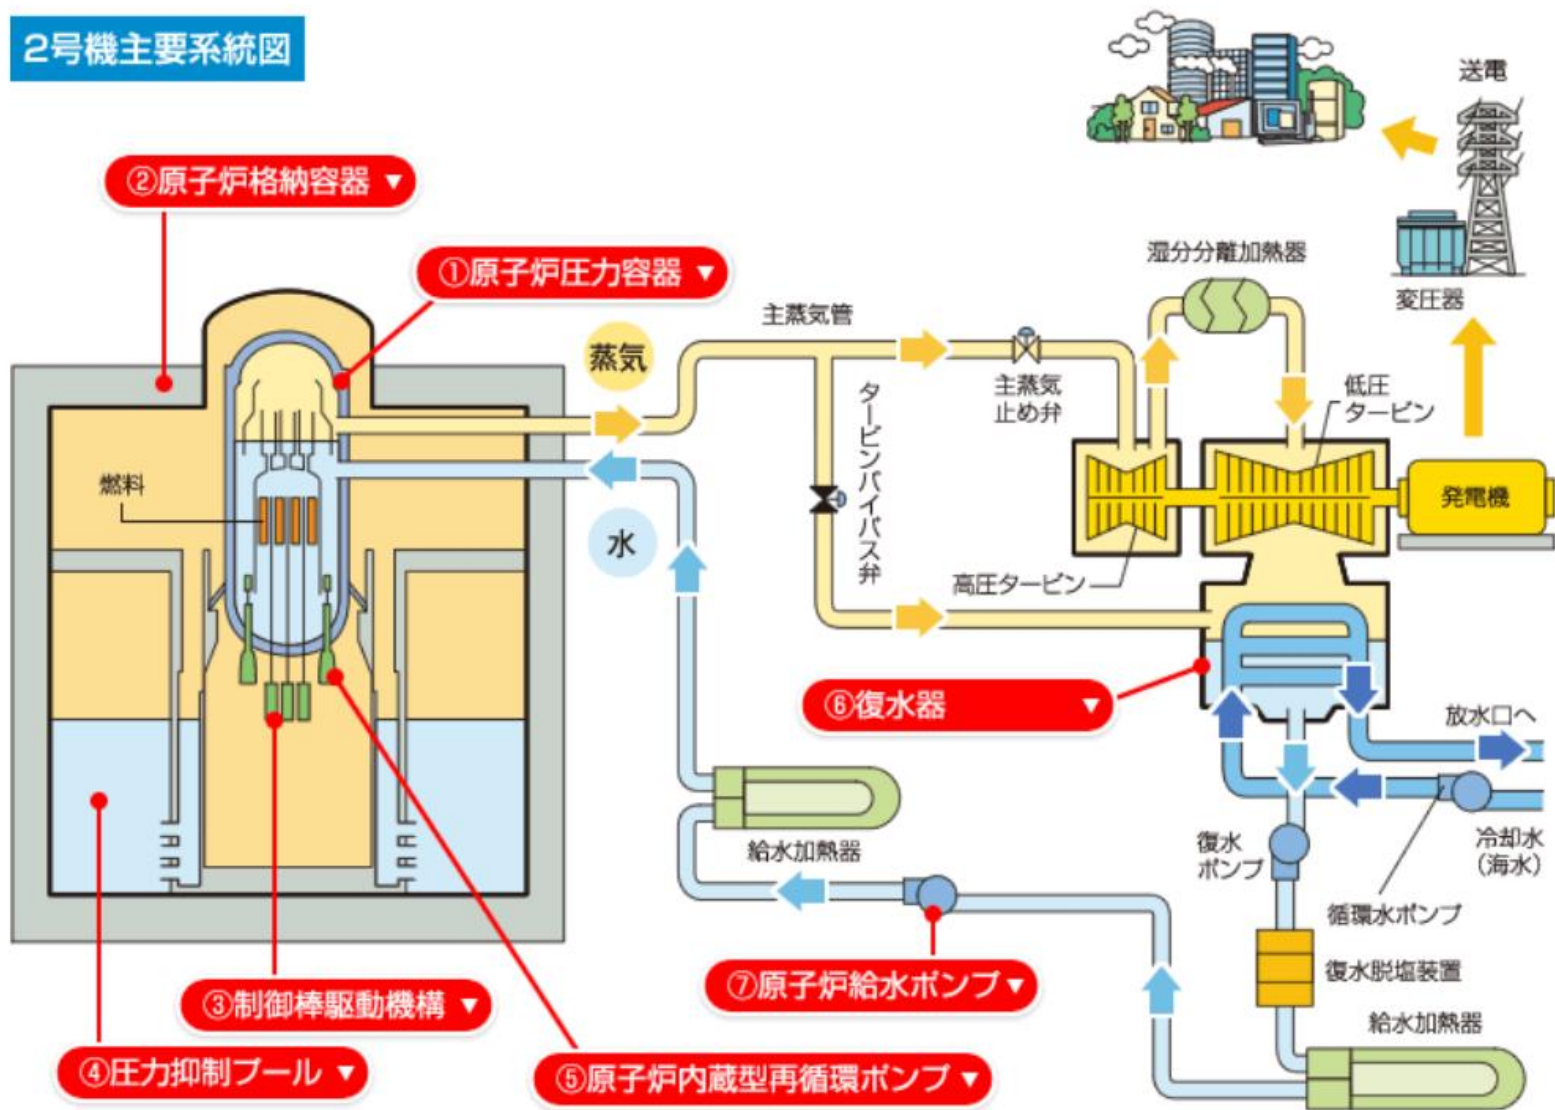 2号機主要系統図
送電
②原子炉格納容器 ▼
①原子炉圧力容器 ▼
湿分分離加熱器
変圧器
主蒸気管
蒸気
主蒸気
止め弁
低圧
タービン
タービンバイパス弁
燃料
発電機
水
高圧タービン
⑥復水器 ▼
放水口へ
給水加熱器
復水
ポンプ
冷却水
(海水)
循環水ポンプ
復水脱塩装置
⑦原子炉給水ポンプ ▼
③制御棒駆動機構 ▼
給水加熱器
④圧力抑制プール ▼
⑤原子炉内蔵型再循環ポンプ ▼